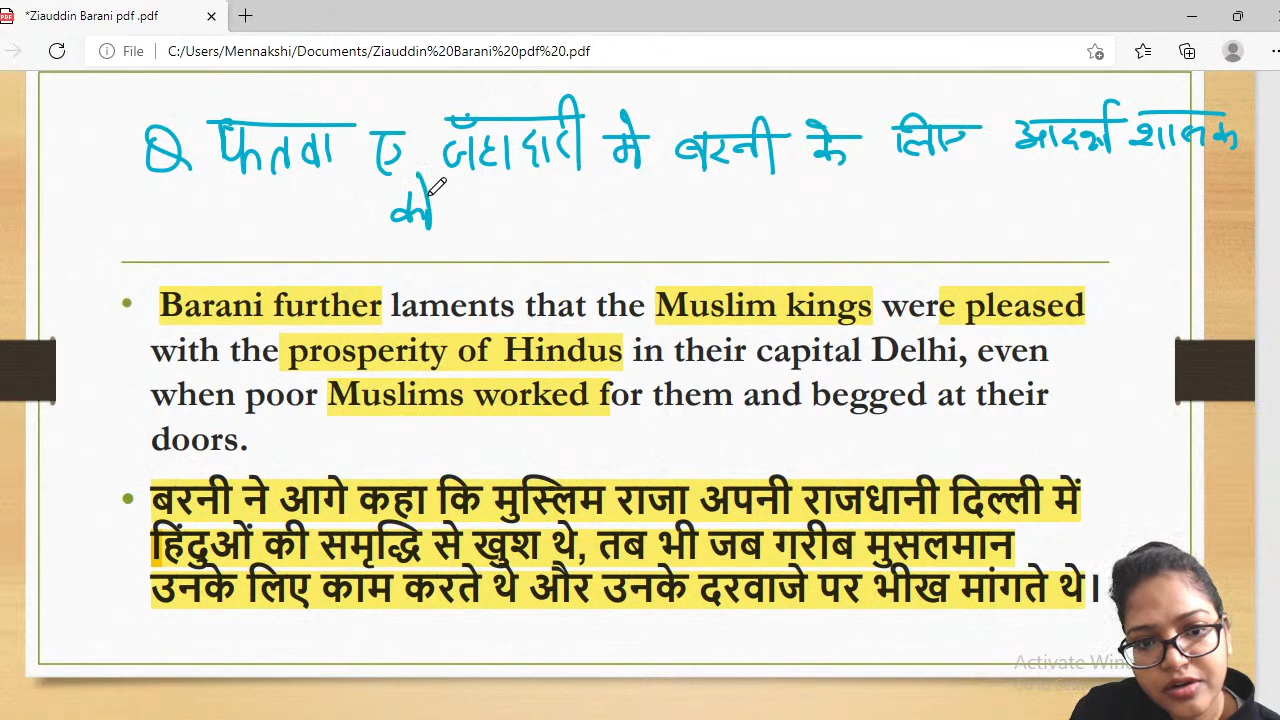 *Ziauddin Barani pdf .pdf
File C:/Users/Mennakshi/Documents/Ziauddin%20Barani%20pdf%20.pdf
Q फतवा ए जँहादारी में बरनी के लिए आदर्श शासक
को
• Barani further laments that the Muslim kings were pleased
with the prosperity of Hindus in their capital Delhi, even
when poor Muslims worked for them and begged at their
doors.
• बरनी ने आगे कहा कि मुस्लिम राजा अपनी राजधानी दिल्ली में
हिंदुओं की समृद्धि से खुश थे, तब भी जब गरीब मुसलमान
उनके लिए काम करते थे और उनके दरवाजे पर भीख मांगते थे।
Activate Win